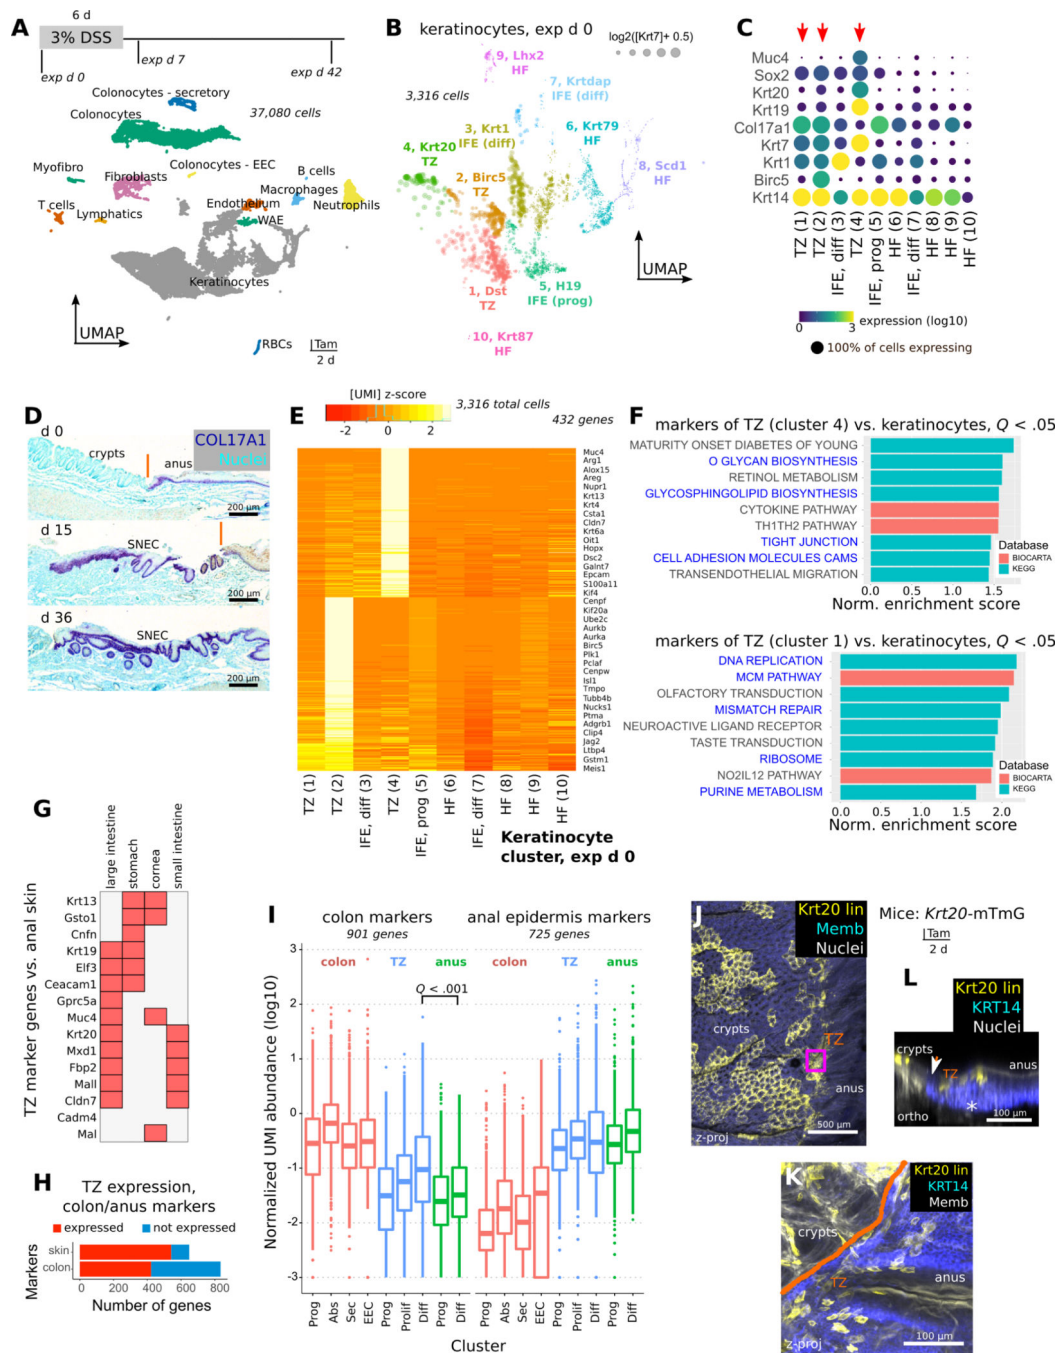 A
6 d
3% DSS
exp d 0
exp d 7
exp d 42
Colonocytes - secretory
Colonocytes
37,080 cells
Myofibro
Fibroblasts
Colonocytes - EEC
B cells
Macrophages
T cells
Lymphatics
Endothelium
Neutrophils
WAE
Keratinocytes
UMAP
RBCs
Tam
2 d
B
keratinocytes, exp d 0
log2([Krt7]+ 0.5)
9, Lhx2
HF
3,316 cells
7, Krtdap
IFE (diff)
3, Krt1
IFE (diff)
6, Krt79
HF
4, Krt20
TZ
8, Scd1
HF
2, Birc5
TZ
1, Dst
TZ
5, H19
IFE (prog)
UMAP
10, Krt87
HF
C
Muc4
Sox2
Krt20
Krt19
Col17a1
Krt7
Krt1
Birc5
Krt14
TZ (1)
TZ (2)
IFE, diff (3)
TZ (4)
IFE, prog (5)
HF (6)
IFE, diff (7)
HF (8)
HF (9)
HF (10)
0
3
expression (log10)
100% of cells expressing
D
d 0
COL17A1
Nuclei
crypts
anus
200 µm
d 15
SNEC
200 µm
d 36
SNEC
200 µm
E
[UMI] z-score
-2
0
2
3,316 total cells
432 genes
Muc4
Arg1
Alox15
Areg
Nupr1
Krt13
Krt4
Csta1
Cldn7
Krt6a
Oit1
Hopx
Dsc2
Galnt7
Epcam
S100a11
Kif4
Cenpf
Kif20a
Ube2c
Aurkb
Aurka
Birc5
Plk1
Pclaf
Cenpw
Isl1
Tmpo
Tubb4b
Nucks1
Ptma
Adgrb1
Clip4
Jag2
Ltbp4
Gstm1
Meis1
TZ (1)
TZ (2)
IFE, diff (3)
TZ (4)
IFE, prog (5)
HF (6)
IFE, diff (7)
HF (8)
HF (9)
HF (10)
Keratinocyte
cluster, exp d 0
F
markers of TZ (cluster 4) vs. keratinocytes, Q < .05
MATURITY ONSET DIABETES OF YOUNG
O GLYCAN BIOSYNTHESIS
RETINOL METABOLISM
GLYCOSPHINGOLIPID BIOSYNTHESIS
CYTOKINE PATHWAY
TH1TH2 PATHWAY
TIGHT JUNCTION
CELL ADHESION MOLECULES CAMS
TRANSENDOTHELIAL MIGRATION
Database
BIOCARTA
KEGG
0.0
0.5
1.0
1.5
Norm. enrichment score
markers of TZ (cluster 1) vs. keratinocytes, Q < .05
DNA REPLICATION
MCM PATHWAY
OLFACTORY TRANSDUCTION
MISMATCH REPAIR
NEUROACTIVE LIGAND RECEPTOR
TASTE TRANSDUCTION
RIBOSOME
NO2IL12 PATHWAY
PURINE METABOLISM
Database
BIOCARTA
KEGG
0.0
0.5
1.0
1.5
2.0
Norm. enrichment score
G
large intestine
stomach
cornea
small intestine
TZ marker genes vs. anal skin
Krt13
Gsto1
Cnfn
Krt19
Elf3
Ceacam1
Gprc5a
Muc4
Krt20
Mxd1
Fbp2
Mall
Cldn7
Cadm4
Mal
H
TZ expression,
colon/anus markers
expressed
not expressed
Markers
skin
colon
0
200
400
600
800
Number of genes
I
colon markers
901 genes
anal epidermis markers
725 genes
colon
TZ
anus
colon
TZ
anus
Q < .001
Normalized UMI abundance (log10)
3
-2
-1
0
-1
-2
-3
Prog
Abs
Sec
EEC
Prog
Prolif
Diff
Prog
Diff
Prog
Abs
Sec
EEC
Prog
Prolif
Diff
Prog
Diff
Cluster
J
Krt20 lin
Memb
Nuclei
crypts
TZ
anus
500 µm
z-proj
Mice: Krt20-mTmG
Tam
2 d
L
Krt20 lin
KRT14
Nuclei
crypts
TZ
anus
ortho
*
100 µm
K
Krt20 lin
KRT14
Memb
crypts
TZ
anus
z-proj
100 µm